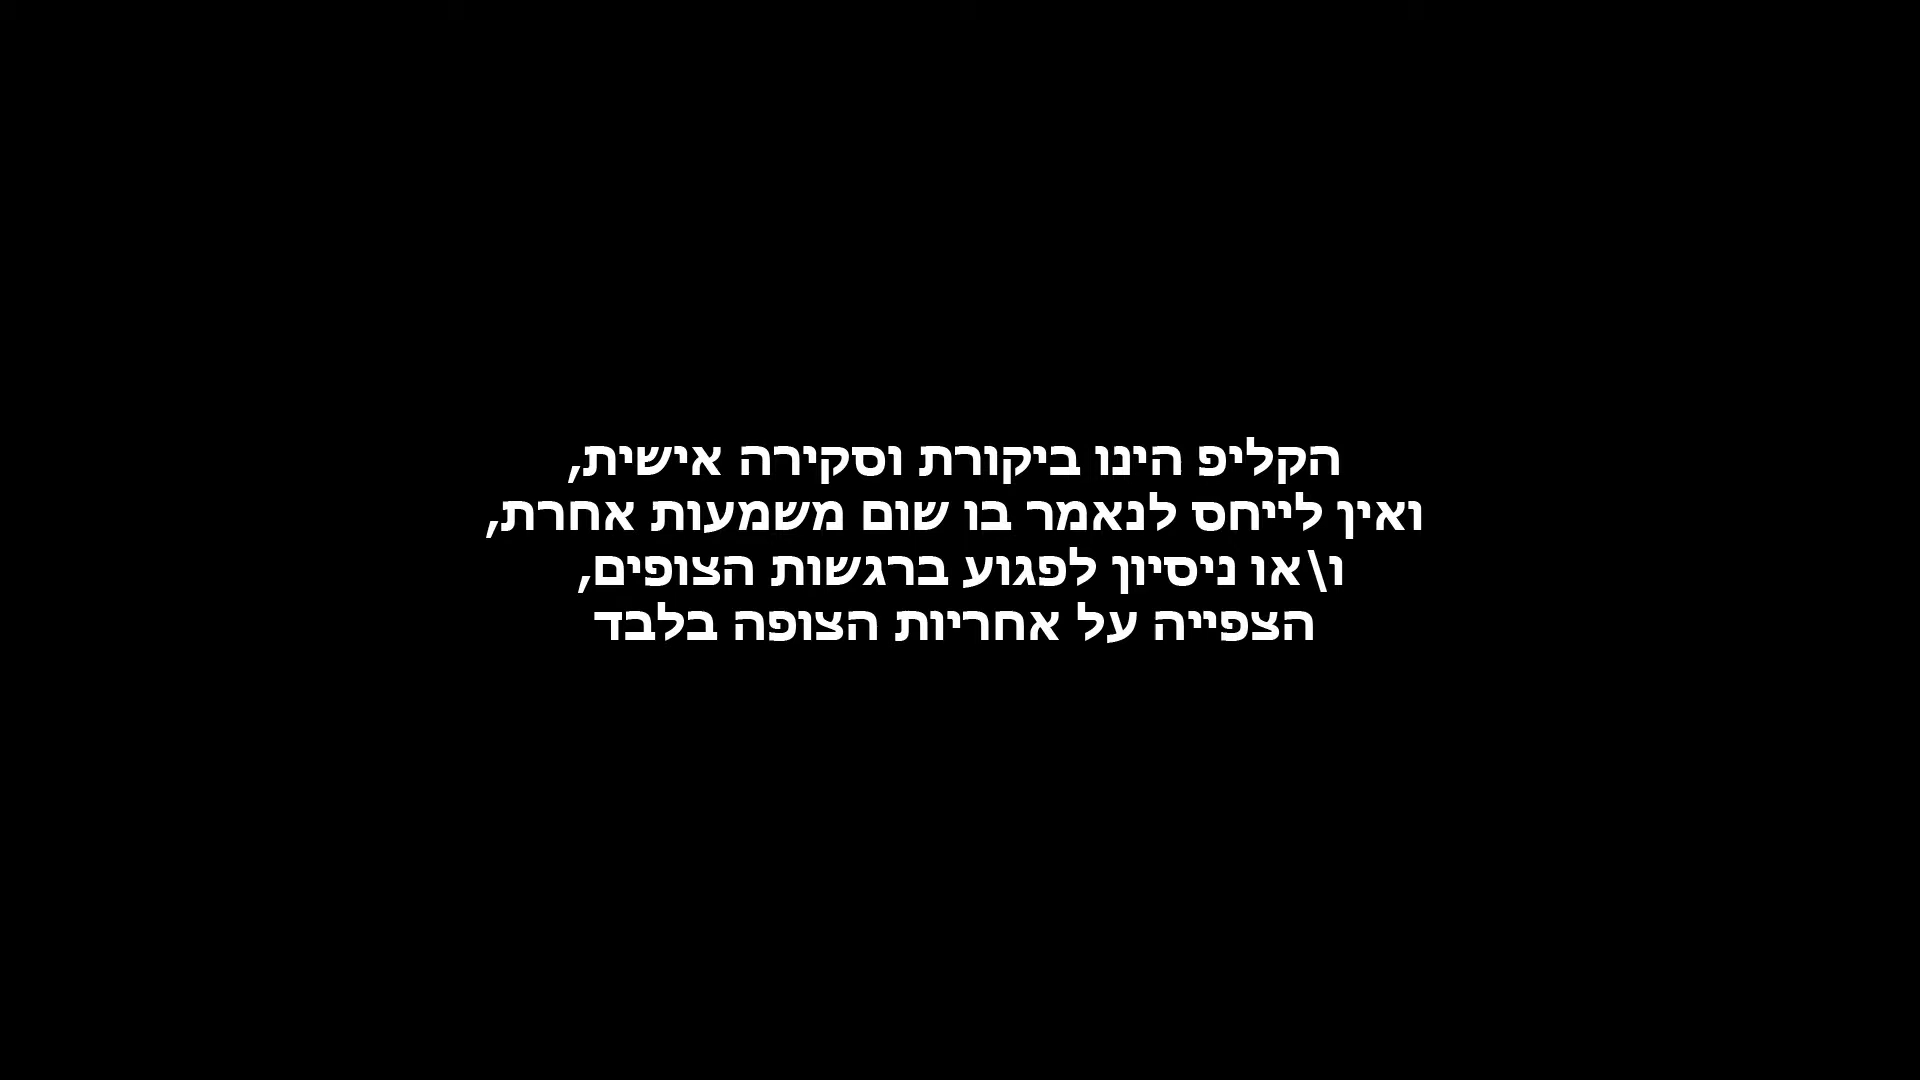 הקליפ הינו ביקורת וסקירה אישית,
ואין לייחס לנאמר בו שום משמעות אחרת,
ו\או ניסיון לפגוע ברגשות הצופים,
הצפייה על אחריות הצופה בלבד